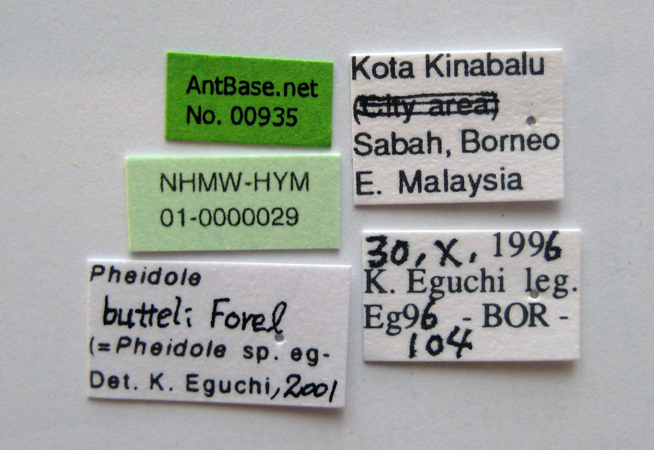 AntBase.net
No. 00935
NHMW-HYM
01-0000029
Pheidole
butteli Forel
(=Pheidole sp. eg-
Det. K. Eguchi, 2001
Kota Kinabalu
(City area)
Sabah, Borneo
E. Malaysia
30, X, 1996
K. Eguchi leg.
Eg96 - BOR -
104